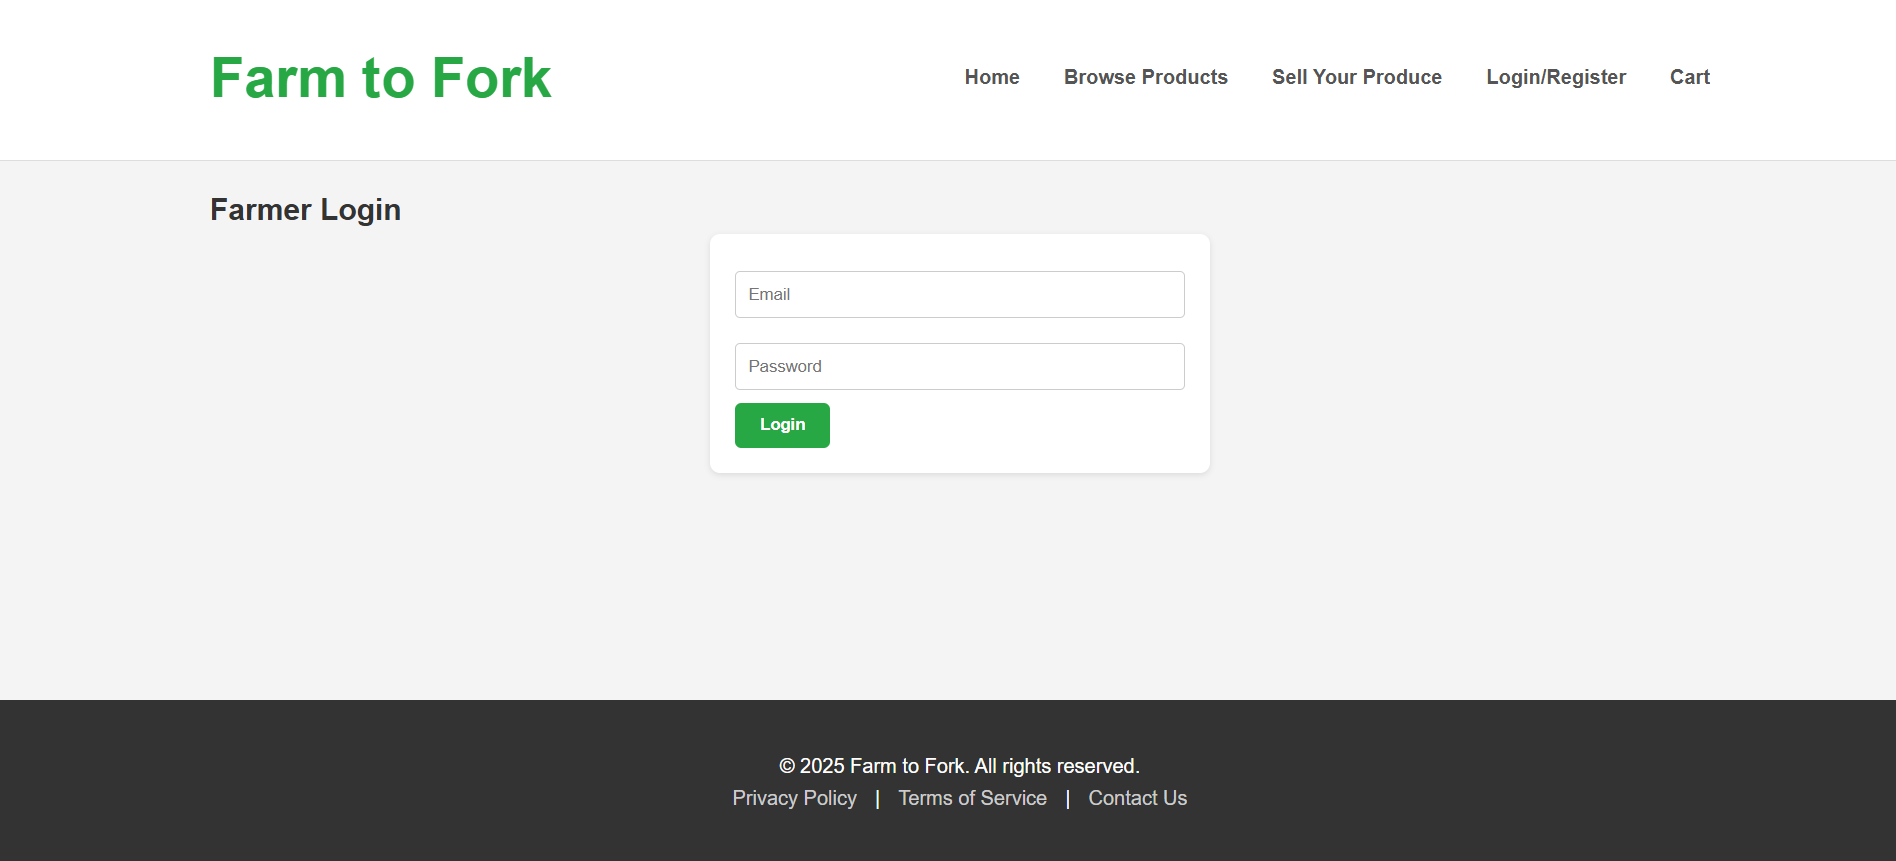 Farm to Fork
Home Browse Products Sell Your Produce Login/Register Cart
Farmer Login
Email
Password
Login
© 2025 Farm to Fork. All rights reserved.
Privacy Policy | Terms of Service | Contact Us